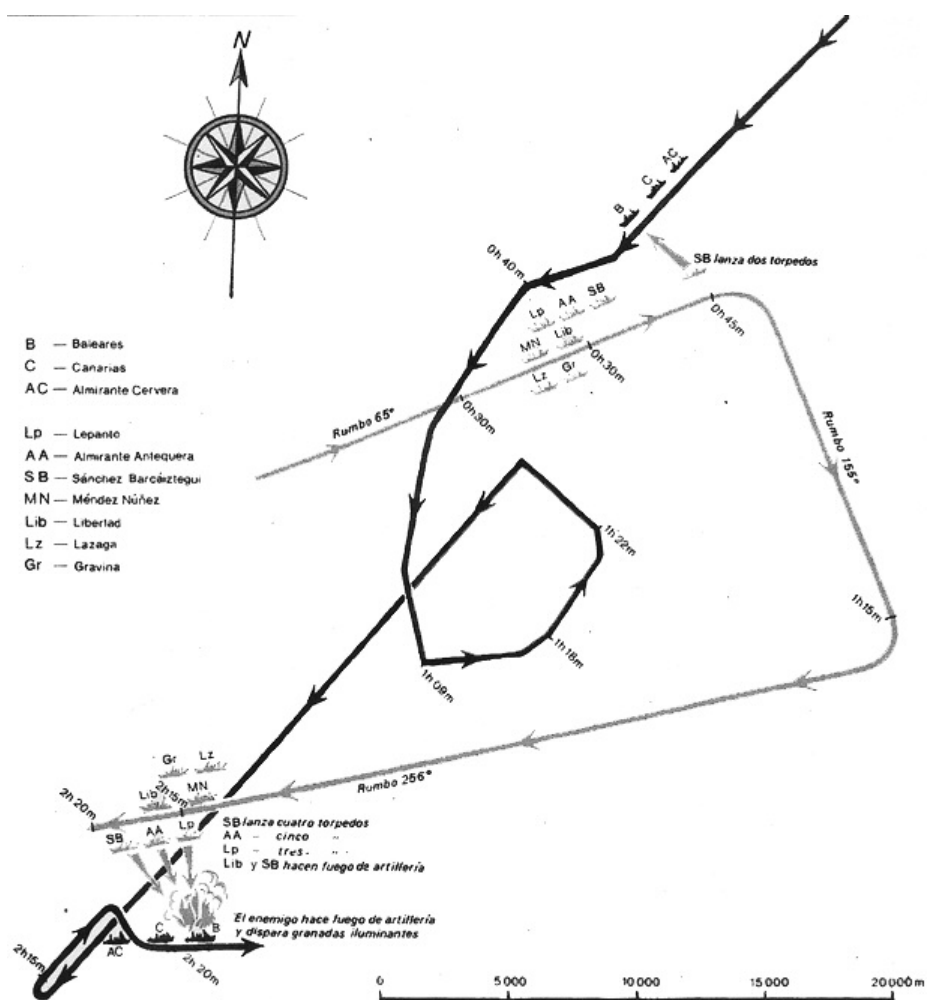 N
B — Baleares
C — Canarias
AC — Almirante Cervera
Lp — Lepanto
AA — Almirante Antequera
SB — Sánchez Barcáiztegui
MN — Méndez Núñez
Lib — Libertad
Lz — Lazaga
Gr — Gravina
AC
C
B
SB lanza dos torpedos
0h 40m
Lp AA SB
MN Lib
Lz Gr
0h 45m
0h 30m
0h 30m
Rumbo 65º
Rumbo 155º
1h 22m
1h 18m
1h 09m
1h 15m
Rumbo 256º
Gr Lz
Lib MN
2h 15m
2h 20m
SB AA Lp
SB lanza cuatro torpedos
AA – cinco "
Lp – tres- "
Lib y SB hacen fuego de artillería
El enemigo hace fuego de artillería
y dispara granadas iluminantes
AC C B
2h 15m
2h 20m
0 5000 10000 15000 20000 m